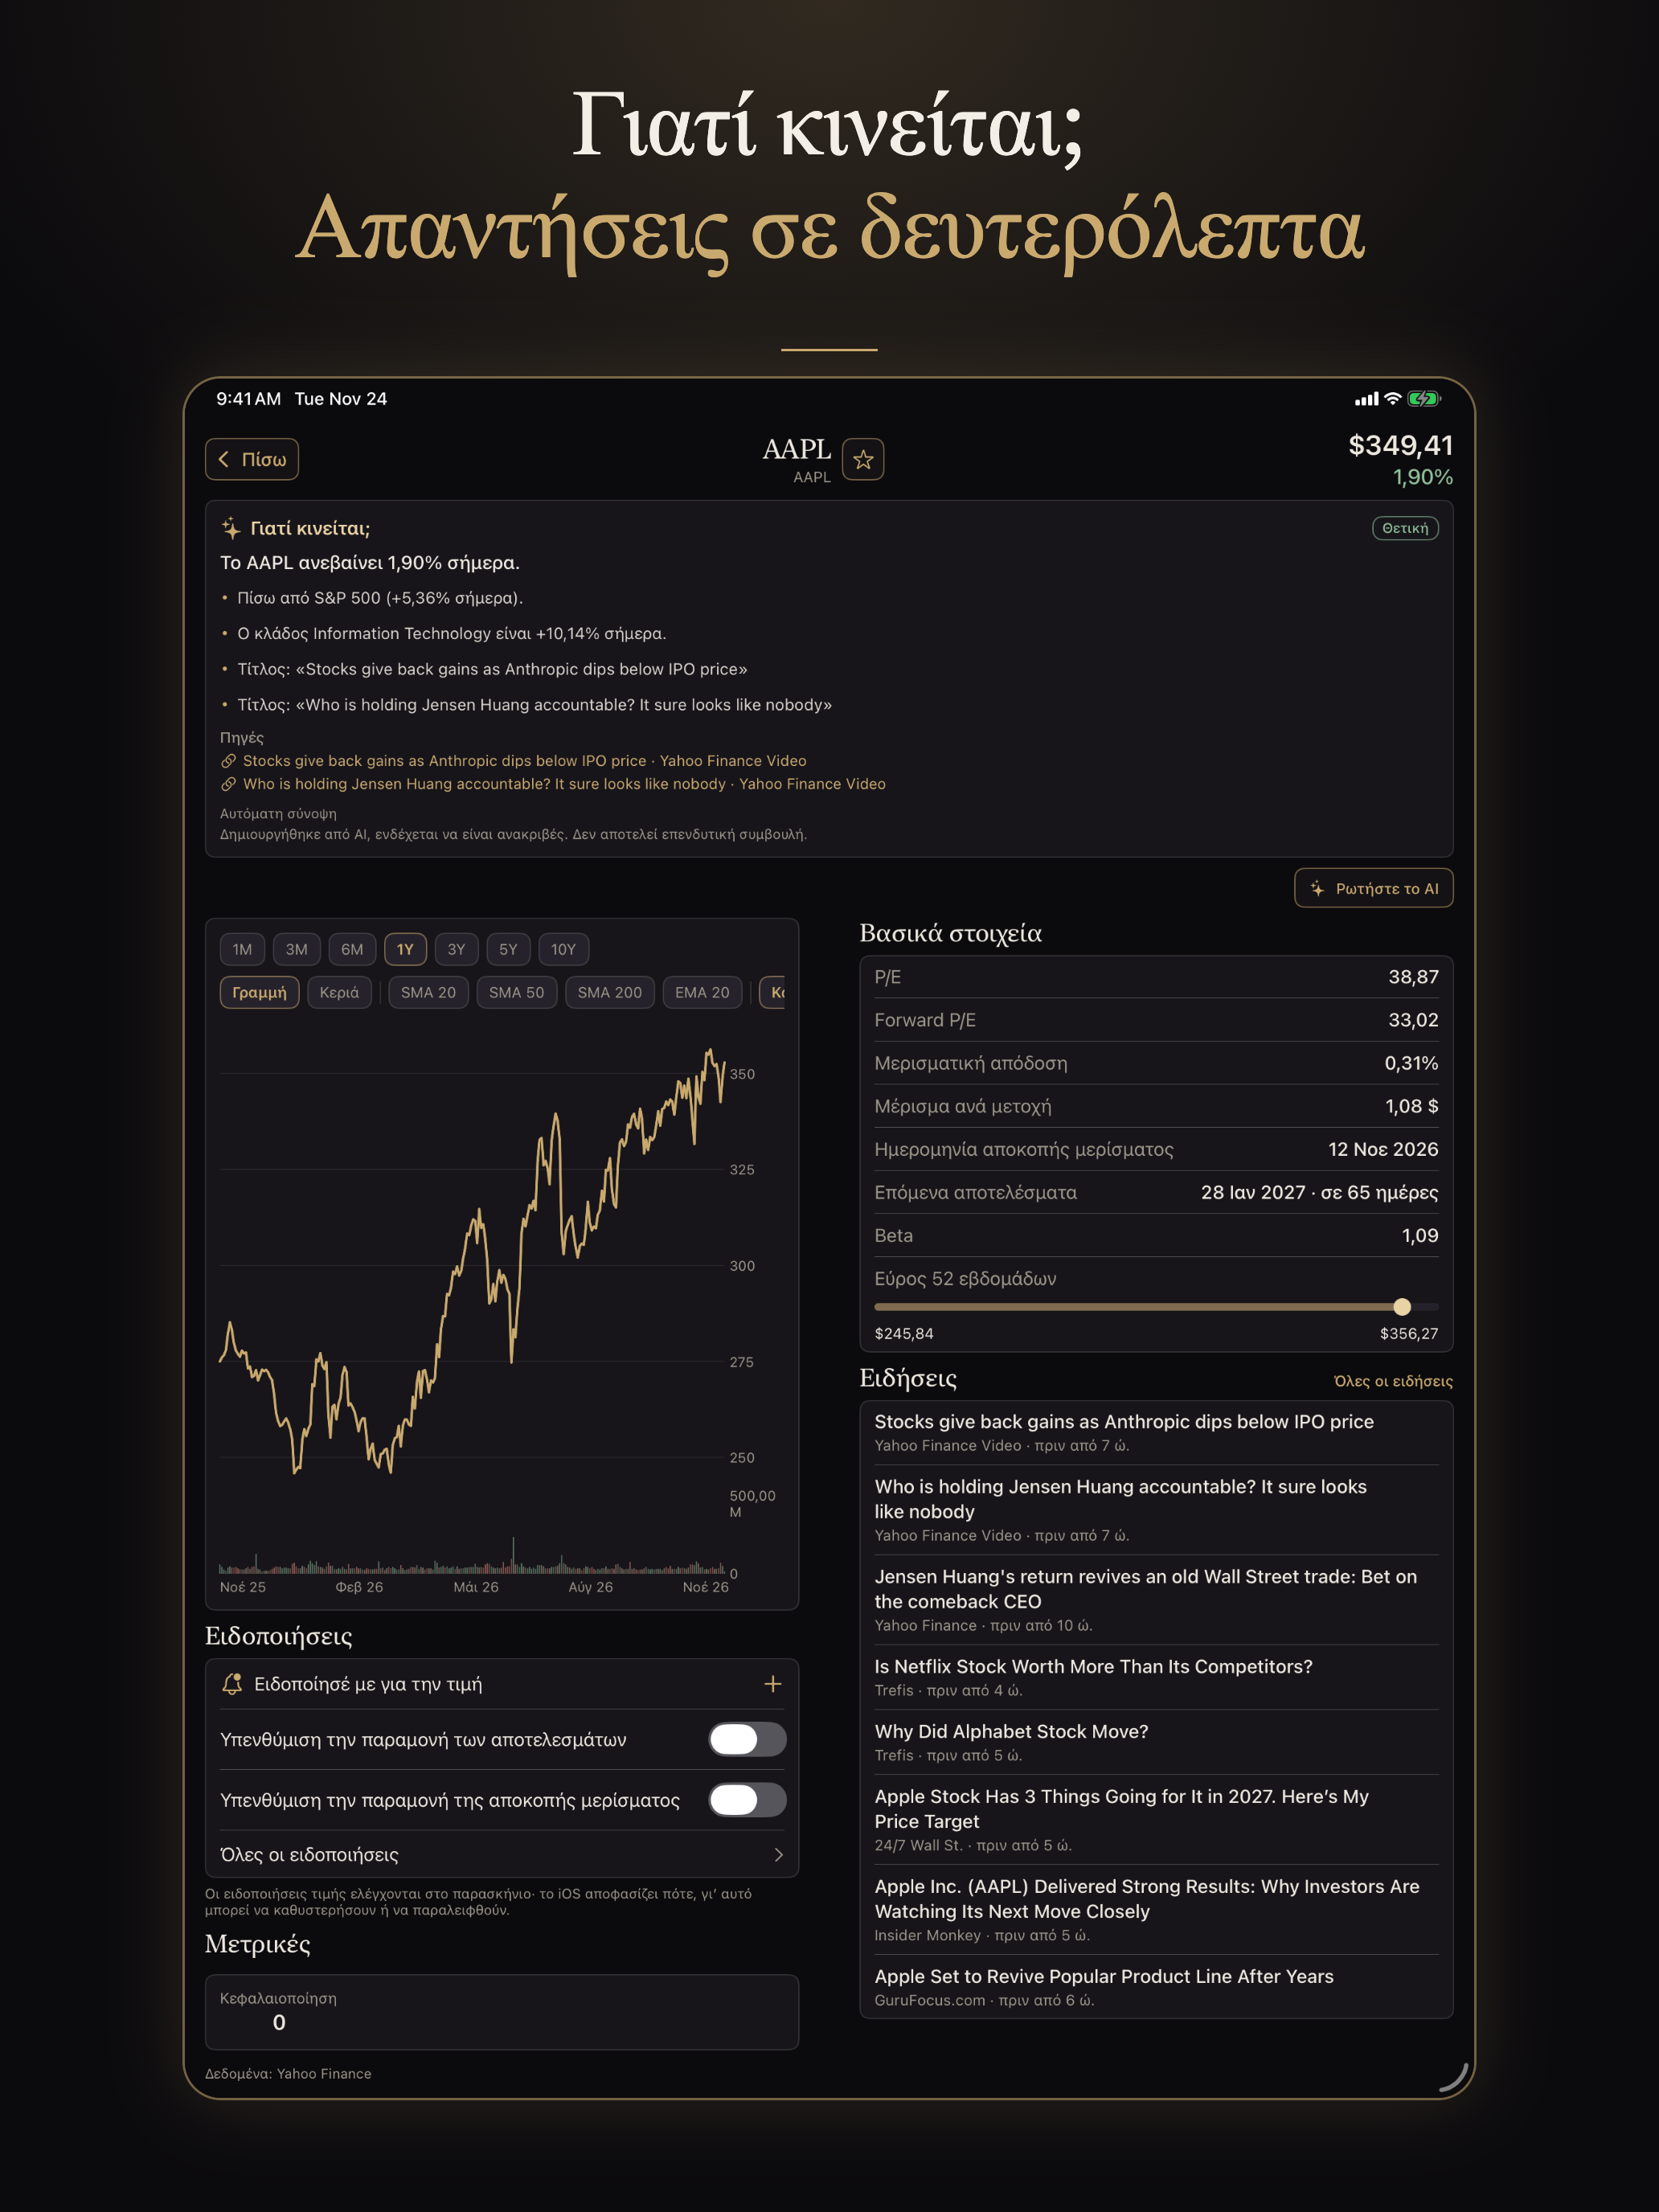 Γιατί κινείται;
Απαντήσεις σε δευτερόλεπτα
9:41 AM Tue Nov 24
Πίσω
AAPL
AAPL
$349,41
1,90%
Γιατί κινείται;
Θετική
Το AAPL ανεβαίνει 1,90% σήμερα.
• Πίσω από S&P 500 (+5,36% σήμερα).
• Ο κλάδος Information Technology είναι +10,14% σήμερα.
• Τίτλος: «Stocks give back gains as Anthropic dips below IPO price»
• Τίτλος: «Who is holding Jensen Huang accountable? It sure looks like nobody»
Πηγές
Stocks give back gains as Anthropic dips below IPO price · Yahoo Finance Video
Who is holding Jensen Huang accountable? It sure looks like nobody · Yahoo Finance Video
Αυτόματη σύνοψη
Δημιουργήθηκε από AI, ενδέχεται να είναι ανακριβές. Δεν αποτελεί επενδυτική συμβουλή.
Ρωτήστε το AI
1M 3M 6M 1Y 3Y 5Y 10Y
Γραμμή Κεριά SMA 20 SMA 50 SMA 200 EMA 20
350
325
300
275
250
500,00
M
0
Νοέ 25 Φεβ 26 Μάι 26 Αύγ 26 Νοέ 26
Ειδοποιήσεις
Ειδοποίησέ με για την τιμή
Υπενθύμιση την παραμονή των αποτελεσμάτων
Υπενθύμιση την παραμονή της αποκοπής μερίσματος
Όλες οι ειδοποιήσεις
Οι ειδοποιήσεις τιμής ελέγχονται στο παρασκήνιο· το iOS αποφασίζει πότε, γι’ αυτό
μπορεί να καθυστερήσουν ή να παραλειφθούν.
Μετρικές
Κεφαλαιοποίηση
0
Δεδομένα: Yahoo Finance
Βασικά στοιχεία
P/E 38,87
Forward P/E 33,02
Μερισματική απόδοση 0,31%
Μέρισμα ανά μετοχή 1,08 $
Ημερομηνία αποκοπής μερίσματος 12 Νοε 2026
Επόμενα αποτελέσματα 28 Ιαν 2027 · σε 65 ημέρες
Beta 1,09
Εύρος 52 εβδομάδων
$245,84 $356,27
Ειδήσεις
Όλες οι ειδήσεις
Stocks give back gains as Anthropic dips below IPO price
Yahoo Finance Video · πριν από 7 ώ.
Who is holding Jensen Huang accountable? It sure looks
like nobody
Yahoo Finance Video · πριν από 7 ώ.
Jensen Huang's return revives an old Wall Street trade: Bet on
the comeback CEO
Yahoo Finance · πριν από 10 ώ.
Is Netflix Stock Worth More Than Its Competitors?
Trefis · πριν από 4 ώ.
Why Did Alphabet Stock Move?
Trefis · πριν από 5 ώ.
Apple Stock Has 3 Things Going for It in 2027. Here’s My
Price Target
24/7 Wall St. · πριν από 5 ώ.
Apple Inc. (AAPL) Delivered Strong Results: Why Investors Are
Watching Its Next Move Closely
Insider Monkey · πριν από 5 ώ.
Apple Set to Revive Popular Product Line After Years
GuruFocus.com · πριν από 6 ώ.